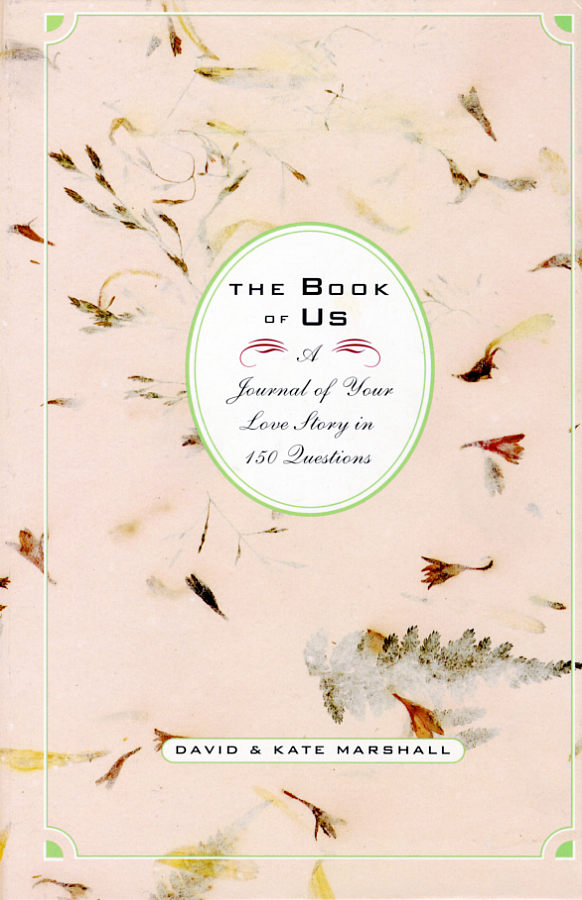 THE BOOK
OF US
A
Journal of Your
Love Story in
150 Questions
DAVID & KATE MARSHALL